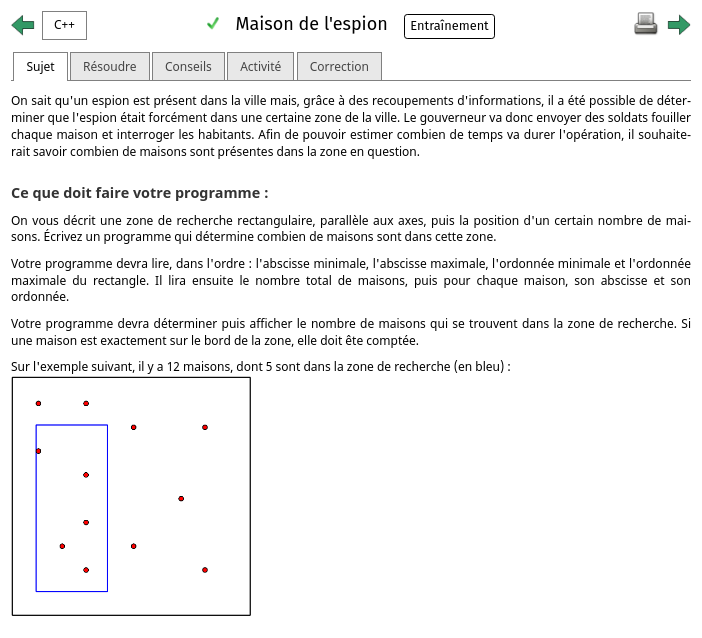 C++
Maison de l'espion
Entraînement
Sujet
Résoudre
Conseils
Activité
Correction
On sait qu'un espion est présent dans la ville mais, grâce à des recoupements d'informations, il a été possible de déter-
miner que l'espion était forcément dans une certaine zone de la ville. Le gouverneur va donc envoyer des soldats fouiller
chaque maison et interroger les habitants. Afin de pouvoir estimer combien de temps va durer l'opération, il souhaite-
rait savoir combien de maisons sont présentes dans la zone en question.
Ce que doit faire votre programme :
On vous décrit une zone de recherche rectangulaire, parallèle aux axes, puis la position d'un certain nombre de mai-
sons. Écrivez un programme qui détermine combien de maisons sont dans cette zone.
Votre programme devra lire, dans l'ordre : l'abscisse minimale, l'abscisse maximale, l'ordonnée minimale et l'ordonnée
maximale du rectangle. Il lira ensuite le nombre total de maisons, puis pour chaque maison, son abscisse et son
ordonnée.
Votre programme devra déterminer puis afficher le nombre de maisons qui se trouvent dans la zone de recherche. Si
une maison est exactement sur le bord de la zone, elle doit être comptée.
Sur l'exemple suivant, il y a 12 maisons, dont 5 sont dans la zone de recherche (en bleu) :